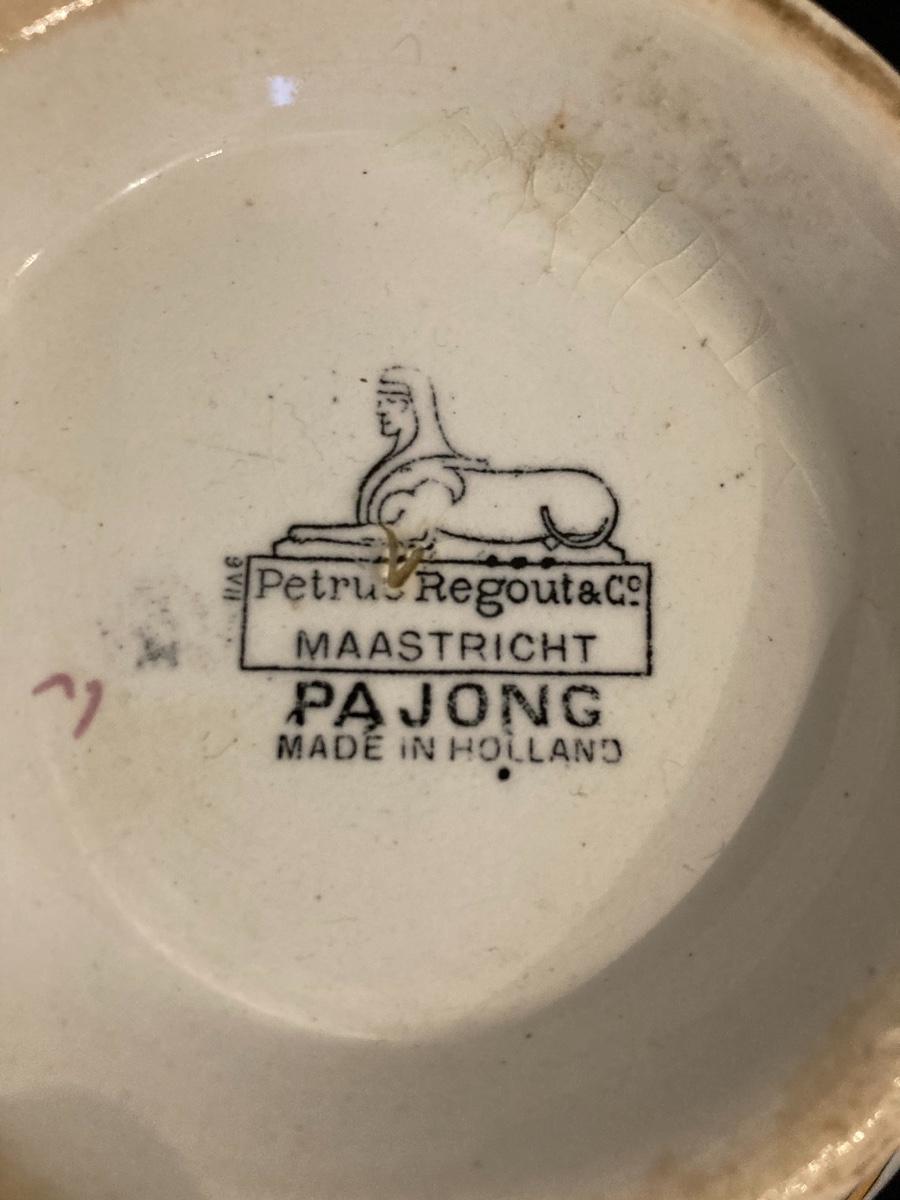 Petrus Regout & Co.
MAASTRICHT
PAJONG
MADE IN HOLLAND